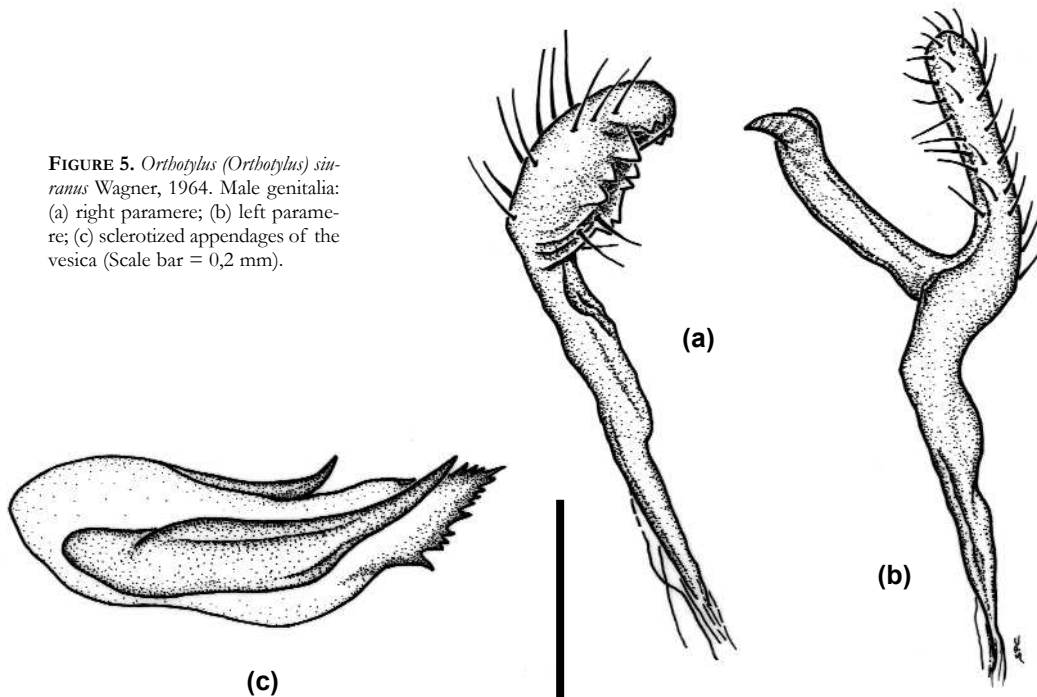 FIGURE 5. Orthotylus (Orthotylus) siu-
ranus Wagner, 1964. Male genitalia:
(a) right paramere; (b) left parame-
re; (c) sclerotized appendages of the
vesica (Scale bar = 0,2 mm).
(a)
(b)
(c)